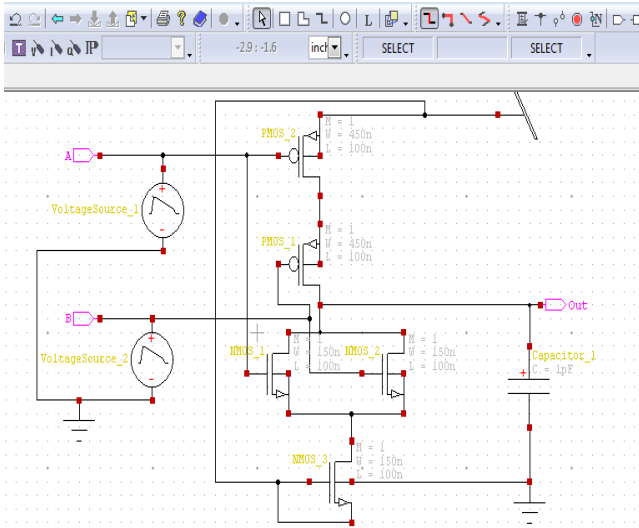 L
N
T IP -2.9 : -1.6 inch SELECT SELECT
M = 1
PMOS_2 W = 450n
L = 100n
A
VoltageSource_1
M = 1
PMOS_1 W = 450n
L = 100n
Out
B
M = 1 M = 1
NMOS_1 W = 150n NMOS_2 W = 150n
L = 100n L = 100n
VoltageSource_2
Capacitor_1
C = 1pF
M = 1
NMOS_3 W = 150n
L = 100n